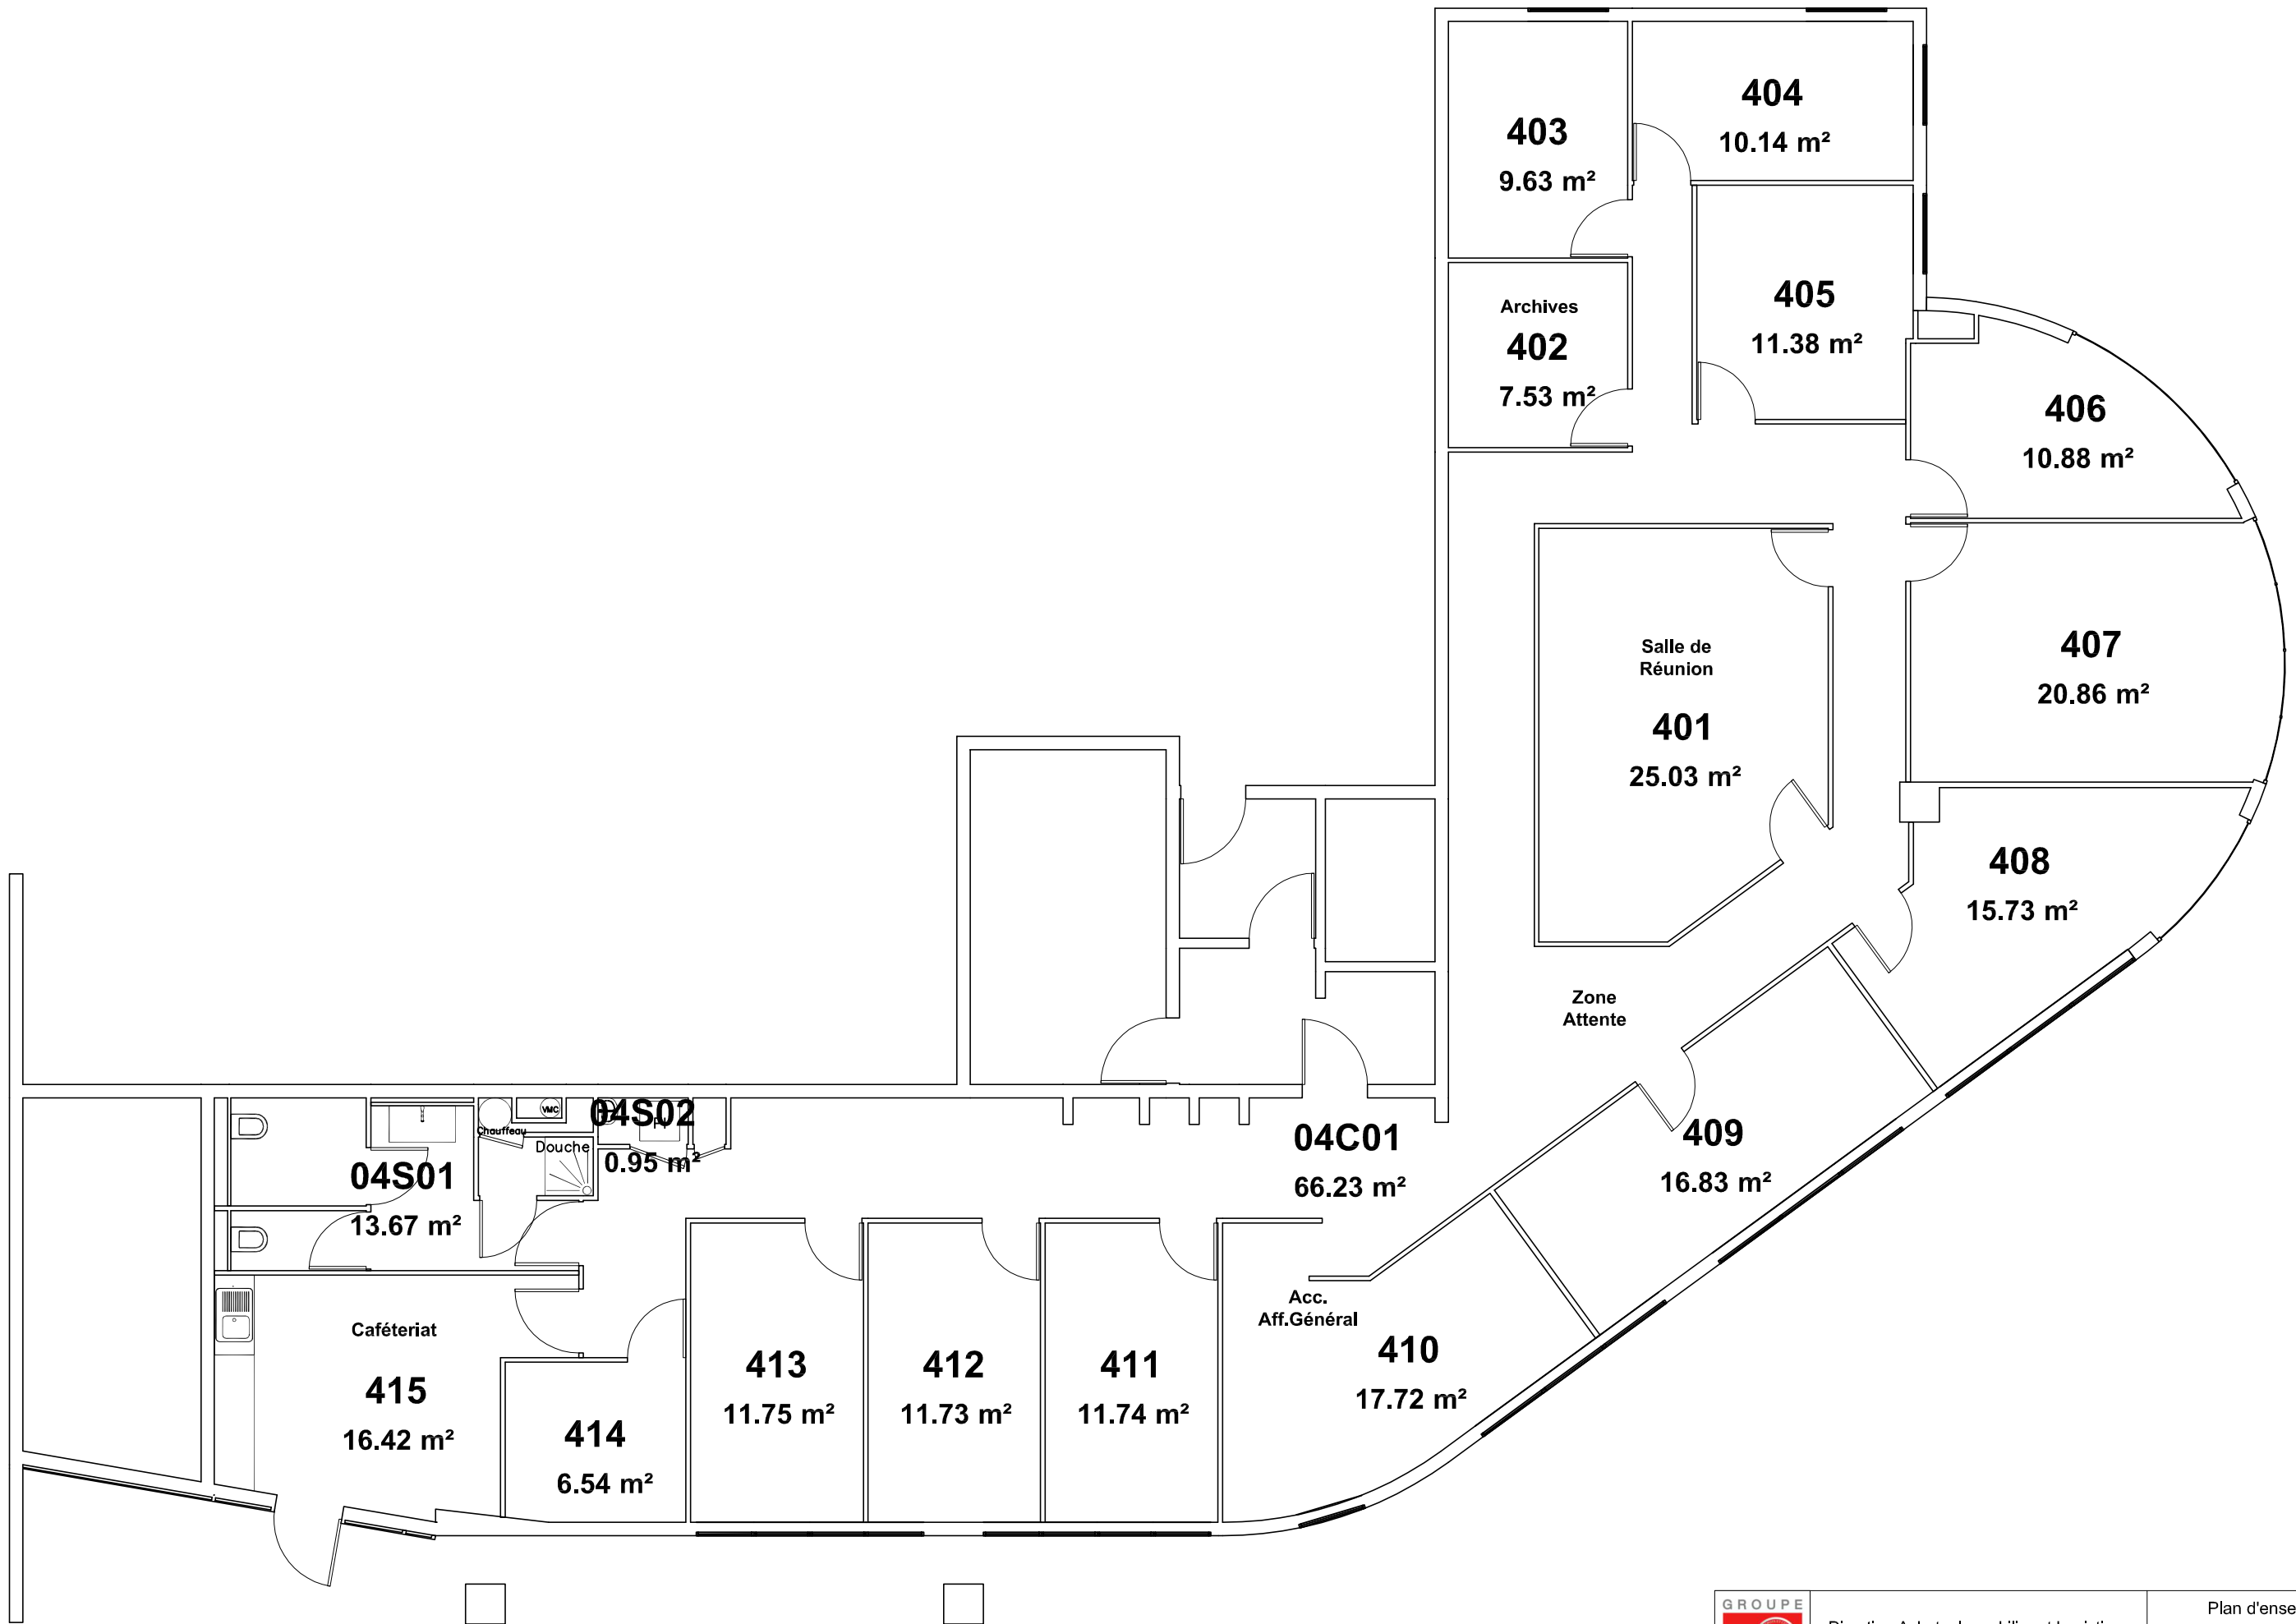 404
10.14 m²
403
9.63 m²
405
11.38 m²
Archives
402
7.53 m²
406
10.88 m²
Salle de
Réunion
401
25.03 m²
407
20.86 m²
408
15.73 m²
Zone
Attente
409
16.83 m²
04C01
66.23 m²
VMC
Chauffeau
Douche
04S02
0.95 m²
04S01
13.67 m²
Acc.
Aff.Général
410
17.72 m²
411
11.74 m²
412
11.73 m²
413
11.75 m²
414
6.54 m²
Caféteriat
415
16.42 m²
GROUPE
Plan d'ense